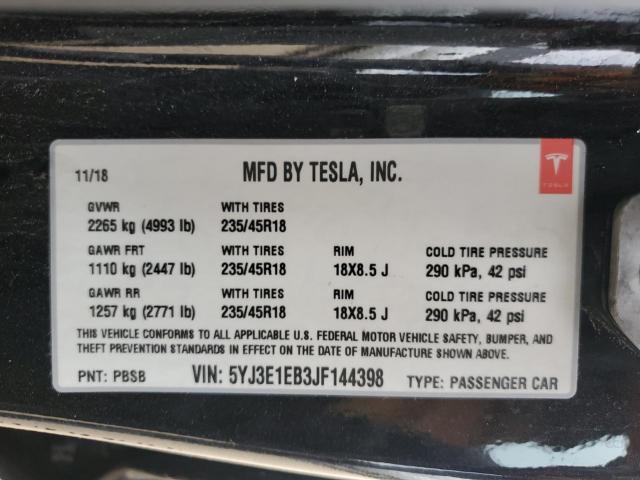 11/18 MFD BY TESLA, INC.
TESLA
GVWR WITH TIRES
2265 kg (4993 lb) 235/45R18
GAWR FRT WITH TIRES RIM COLD TIRE PRESSURE
1110 kg (2447 lb) 235/45R18 18X8.5 J 290 kPa, 42 psi
GAWR RR WITH TIRES RIM COLD TIRE PRESSURE
1257 kg (2771 lb) 235/45R18 18X8.5 J 290 kPa, 42 psi
THIS VEHICLE CONFORMS TO ALL APPLICABLE U.S. FEDERAL MOTOR VEHICLE SAFETY, BUMPER, AND
THEFT PREVENTION STANDARDS IN EFFECT ON THE DATE OF MANUFACTURE SHOWN ABOVE.
PNT: PBSB VIN: 5YJ3E1EB3JF144398 TYPE: PASSENGER CAR